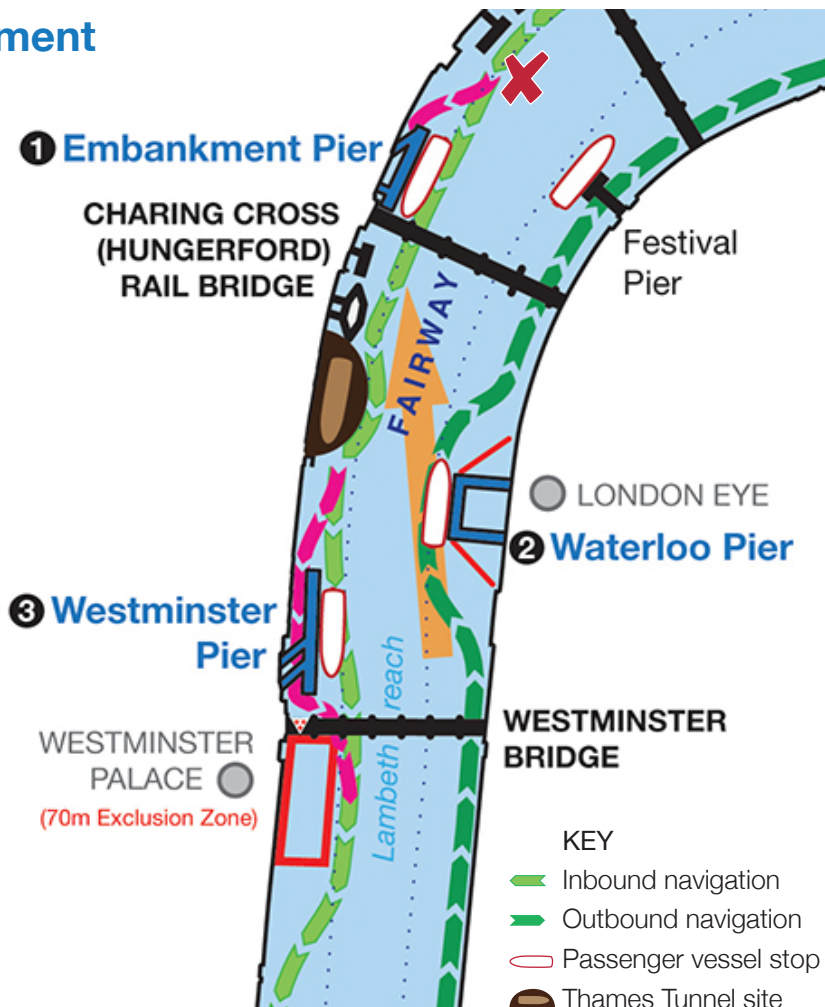 ment
❶ Embankment Pier
CHARING CROSS
(HUNGERFORD)
RAIL BRIDGE
Festival
Pier
FAIRWAY
LONDON EYE
❷ Waterloo Pier
❸ Westminster
Pier
Lambeth reach
WESTMINSTER
BRIDGE
WESTMINSTER
PALACE
(70m Exclusion Zone)
KEY
Inbound navigation
Outbound navigation
Passenger vessel stop
Thames Tunnel site